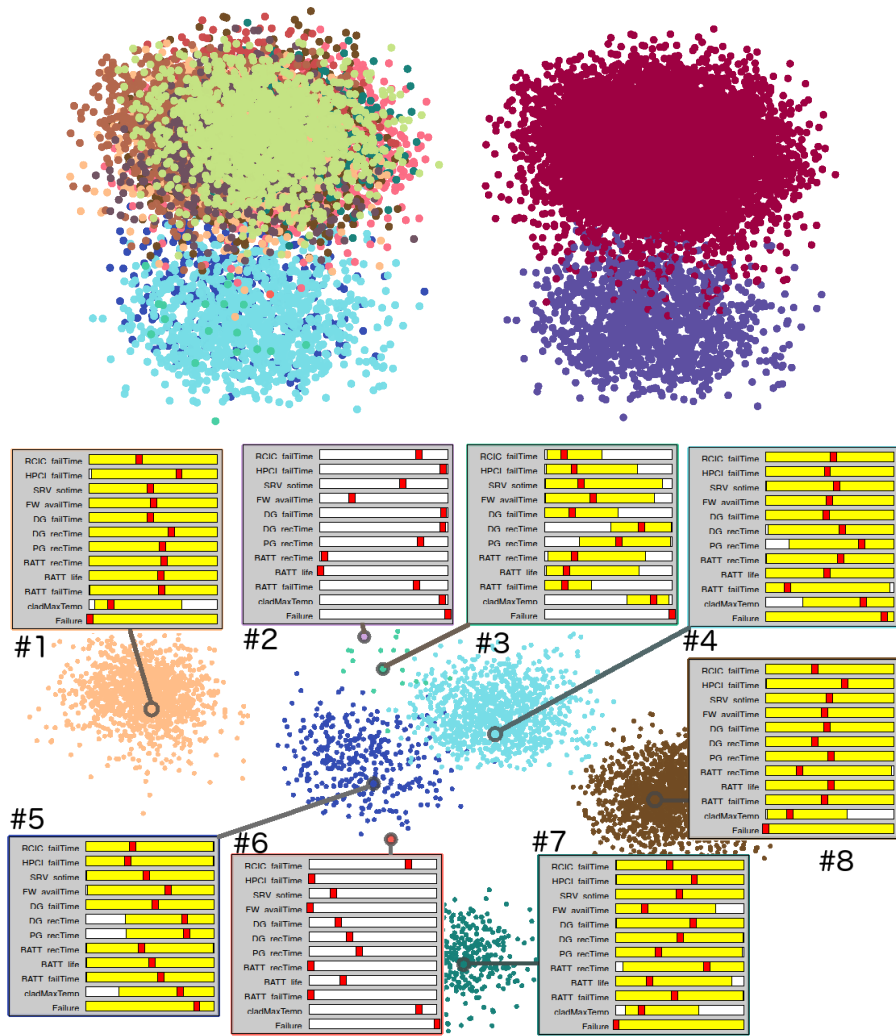 RCIC_failTime
HPCI_failTime
SRV_sotime
FW_availTime
DG_failTime
DG_recTime
PG_recTime
BATT_recTime
BATT_life
BATT_failTime
cladMaxTemp
Failure
#1
RCIC_failTime
HPCI_failTime
SRV_sotime
FW_availTime
DG_failTime
DG_recTime
PG_recTime
BATT_recTime
BATT_life
BATT_failTime
cladMaxTemp
Failure
#2
RCIC_failTime
HPCI_failTime
SRV_sotime
FW_availTime
DG_failTime
DG_recTime
PG_recTime
BATT_recTime
BATT_life
BATT_failTime
cladMaxTemp
Failure
#3
RCIC_failTime
HPCI_failTime
SRV_sotime
FW_availTime
DG_failTime
DG_recTime
PG_recTime
BATT_recTime
BATT_life
BATT_failTime
cladMaxTemp
Failure
#4
RCIC_failTime
HPCI_failTime
SRV_sotime
FW_availTime
DG_failTime
DG_recTime
PG_recTime
BATT_recTime
BATT_life
BATT_failTime
cladMaxTemp
Failure
#8
#5
RCIC_failTime
HPCI_failTime
SRV_sotime
FW_availTime
DG_failTime
DG_recTime
PG_recTime
BATT_recTime
BATT_life
BATT_failTime
cladMaxTemp
Failure
#6
RCIC_failTime
HPCI_failTime
SRV_sotime
FW_availTime
DG_failTime
DG_recTime
PG_recTime
BATT_recTime
BATT_life
BATT_failTime
cladMaxTemp
Failure
#7
RCIC_failTime
HPCI_failTime
SRV_sotime
FW_availTime
DG_failTime
DG_recTime
PG_recTime
BATT_recTime
BATT_life
BATT_failTime
cladMaxTemp
Failure